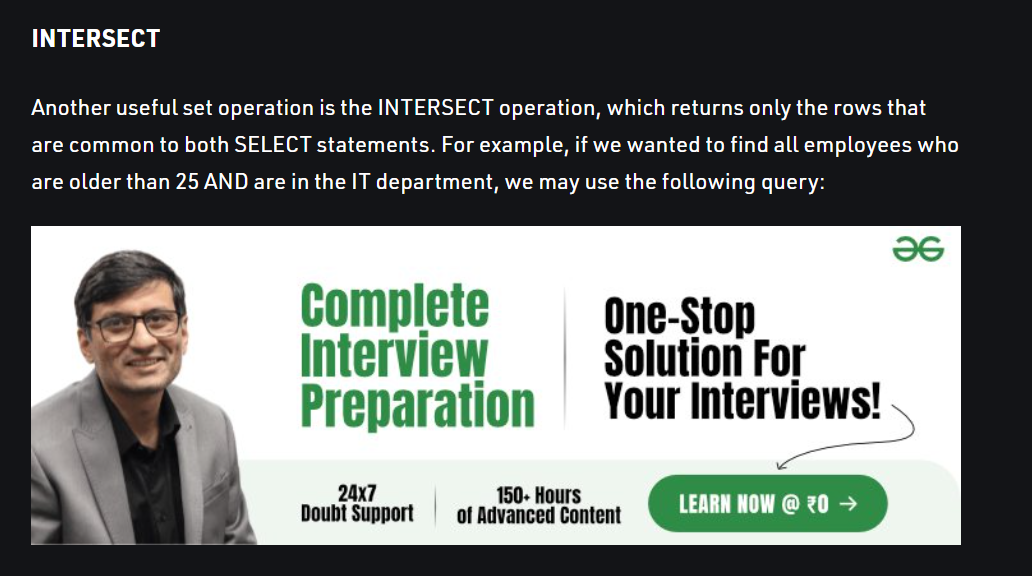 INTERSECT
Another useful set operation is the INTERSECT operation, which returns only the rows that
are common to both SELECT statements. For example, if we wanted to find all employees who
are older than 25 AND are in the IT department, we may use the following query:
Complete
Interview
Preparation
One-Stop
Solution For
Your Interviews!
24x7
Doubt Support
150+ Hours
of Advanced Content
LEARN NOW @ ₹0 →